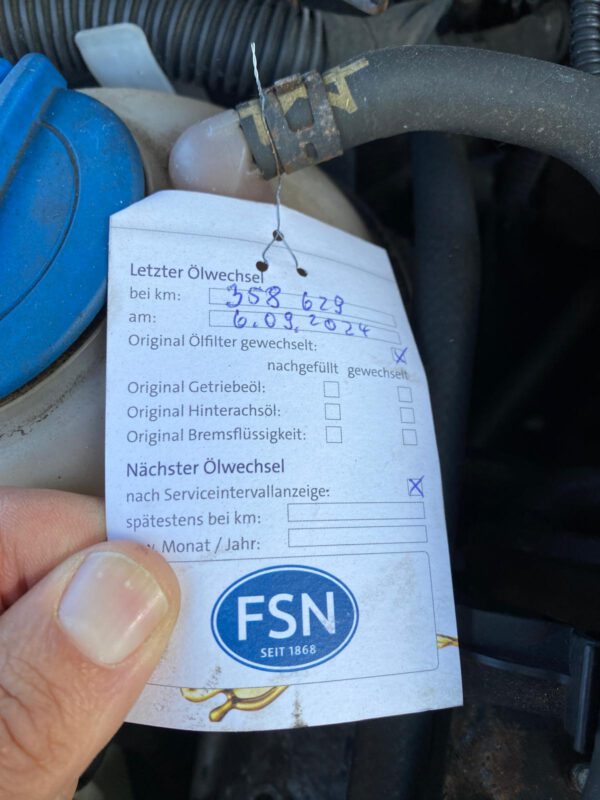 Letzter Ölwechsel
bei km: 358 629
am: 6.09.2024
Original Ölfilter gewechselt:
nachgefüllt gewechselt
Original Getriebeöl:
Original Hinterachsöl:
Original Bremsflüssigkeit:
Nächster Ölwechsel
nach Serviceintervallanzeige:
spätestens bei km:
Monat / Jahr:
FSN
SEIT 1868